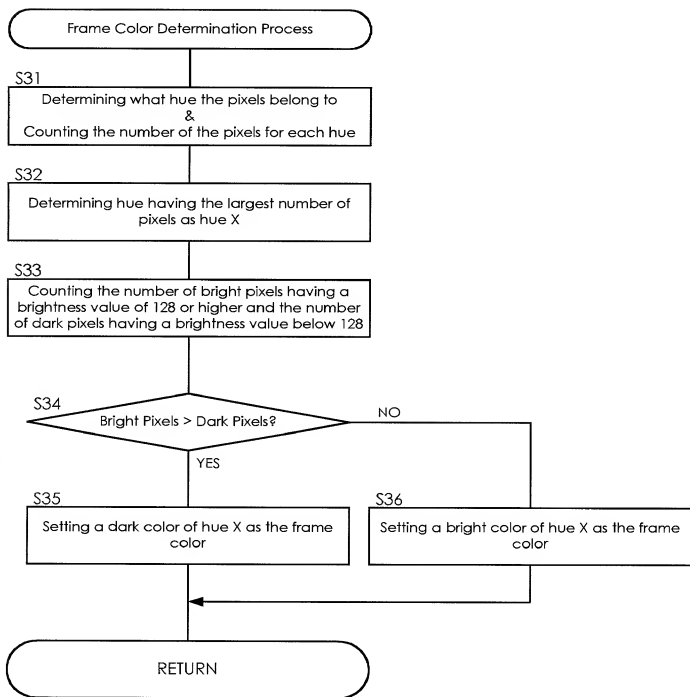 Frame Color Determination Process
S31
Determining what hue the pixels belong to
&
Counting the number of the pixels for each hue
S32
Determining hue having the largest number of
pixels as hue X
S33
Counting the number of bright pixels having a
brightness value of 128 or higher and the number
of dark pixels having a brightness value below 128
S34
Bright Pixels > Dark Pixels?
NO
YES
S35
Setting a dark color of hue X as the frame
color
S36
Setting a bright color of hue X as the frame
color
RETURN